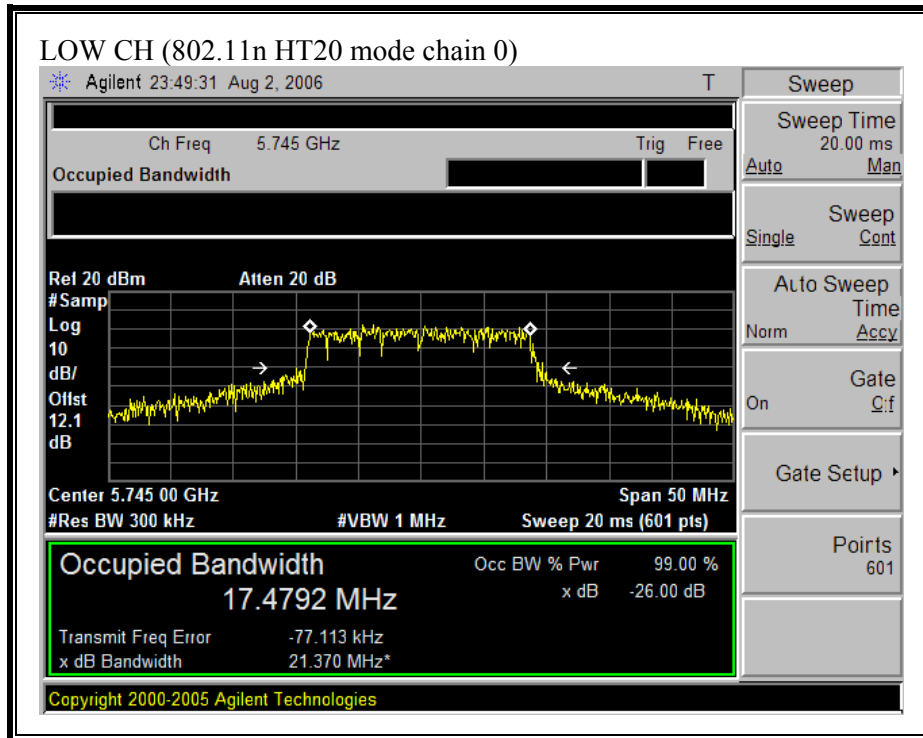 LOW CH (802.11n HT20 mode chain 0)
Agilent 23:49:31 Aug 2, 2006 T
Ch Freq 5.745 GHz Trig Free
Occupied Bandwidth
Ref 20 dBm Atten 20 dB
#Samp
Log
10
dB/
Offst
12.1
dB
Center 5.745 00 GHz Span 50 MHz
#Res BW 300 kHz #VBW 1 MHz Sweep 20 ms (601 pts)
Occupied Bandwidth Occ BW % Pwr 99.00 %
17.4792 MHz x dB -26.00 dB
Transmit Freq Error -77.113 kHz
x dB Bandwidth 21.370 MHz*
Copyright 2000-2005 Agilent Technologies
Sweep
Sweep Time
20.00 ms
Auto Man
Sweep
Single Cont
Auto Sweep
Time
Norm Accy
Gate
On Off
Gate Setup
Points
601